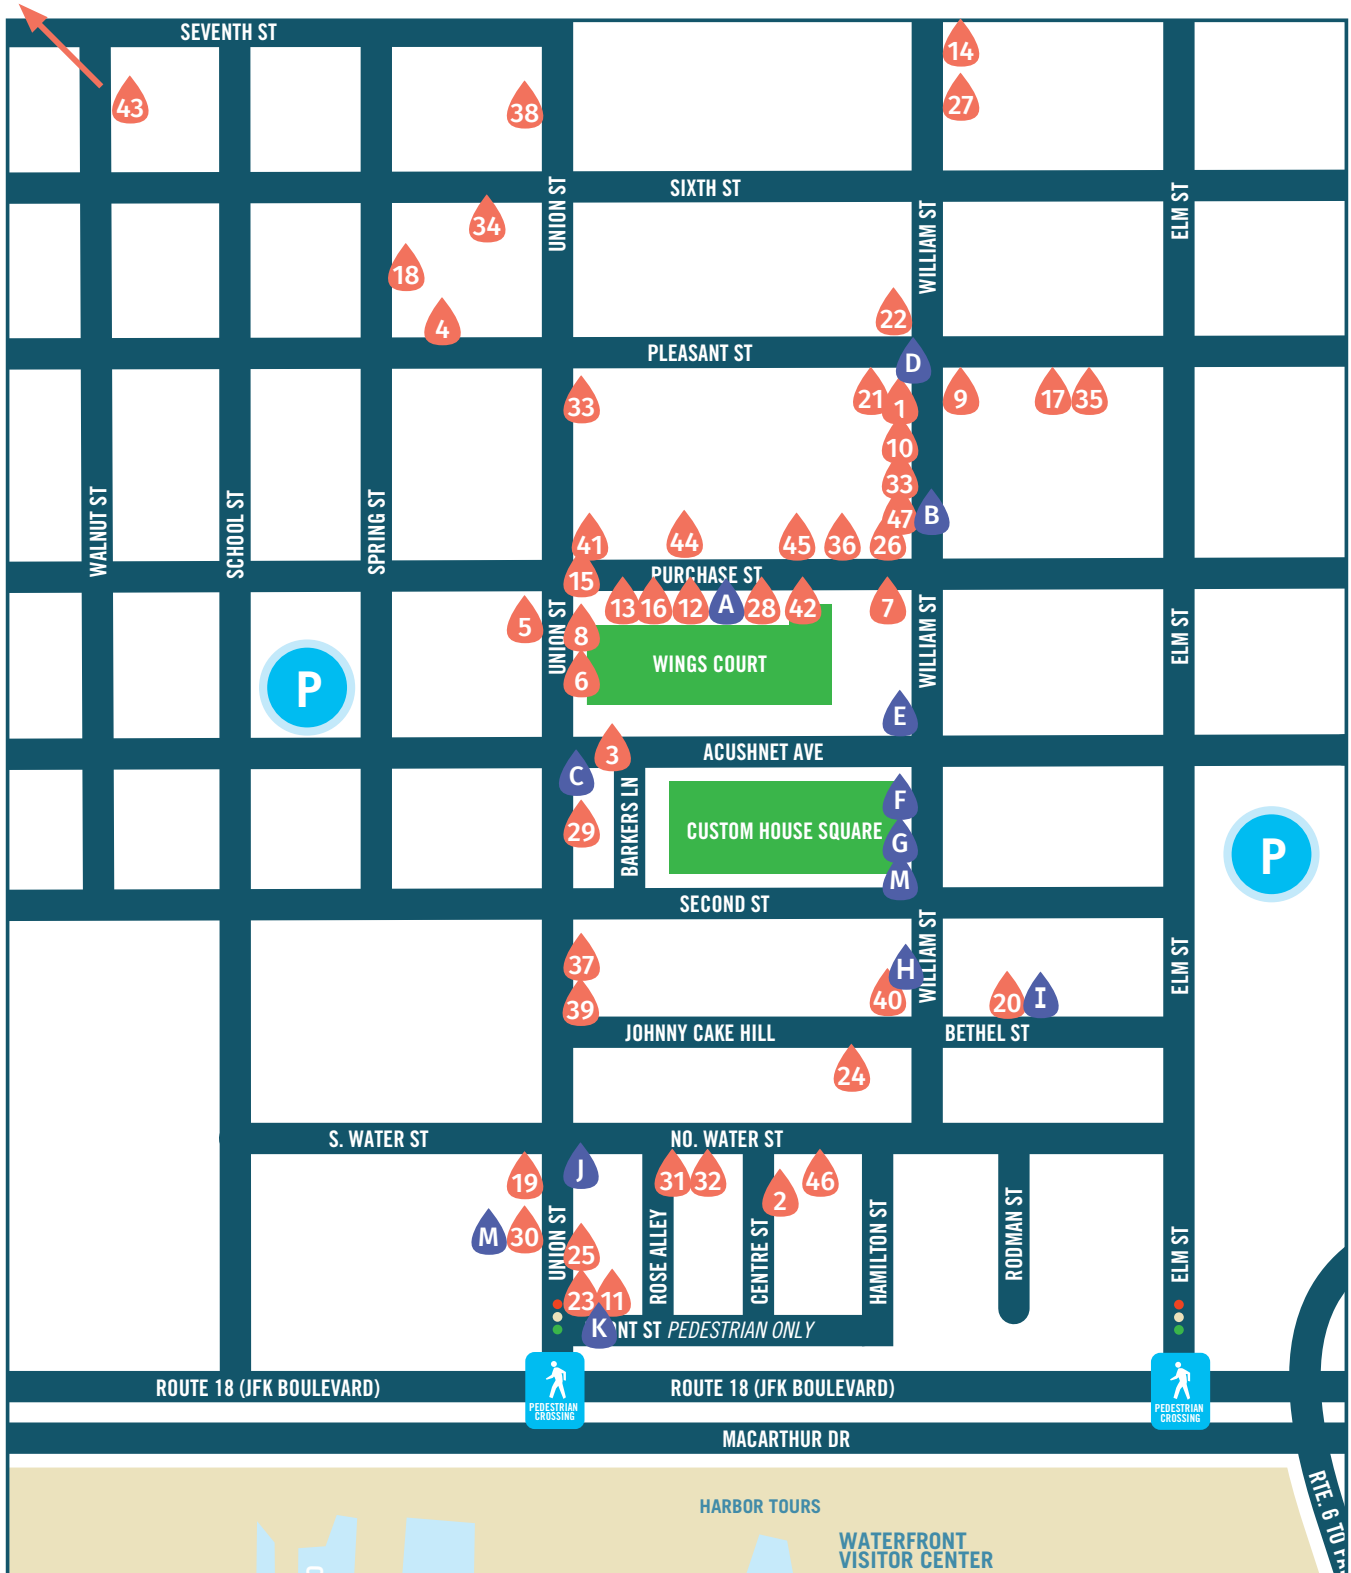 SEVENTH ST
14
27
43
38
SIXTH ST
UNION ST
WILLIAM ST
ELM ST
34
18
4
22
PLEASANT ST
D
33
21
1
9
17
35
10
33
47
B
WALNUT ST
SCHOOL ST
SPRING ST
41
44
45
36
26
PURCHASE ST
15
13
16
12
A
28
42
7
5
8
6
UNION ST
WINGS COURT
WILLIAM ST
ELM ST
P
E
3
ACUSHNET AVE
C
29
BARKERS LN
CUSTOM HOUSE SQUARE
F
G
M
P
SECOND ST
37
39
H
40
WILLIAM ST
20
I
ELM ST
JOHNNY CAKE HILL
BETHEL ST
24
S. WATER ST
NO. WATER ST
19
J
31
32
2
46
M
30
UNION ST
25
ROSE ALLEY
CENTRE ST
HAMILTON ST
RODMAN ST
ELM ST
23
11
K
NT ST PEDESTRIAN ONLY
ROUTE 18 (JFK BOULEVARD)
PEDESTRIAN
CROSSING
ROUTE 18 (JFK BOULEVARD)
PEDESTRIAN
CROSSING
MACARTHUR DR
HARBOR TOURS
WATERFRONT
VISITOR CENTER
RTE. 6 TO